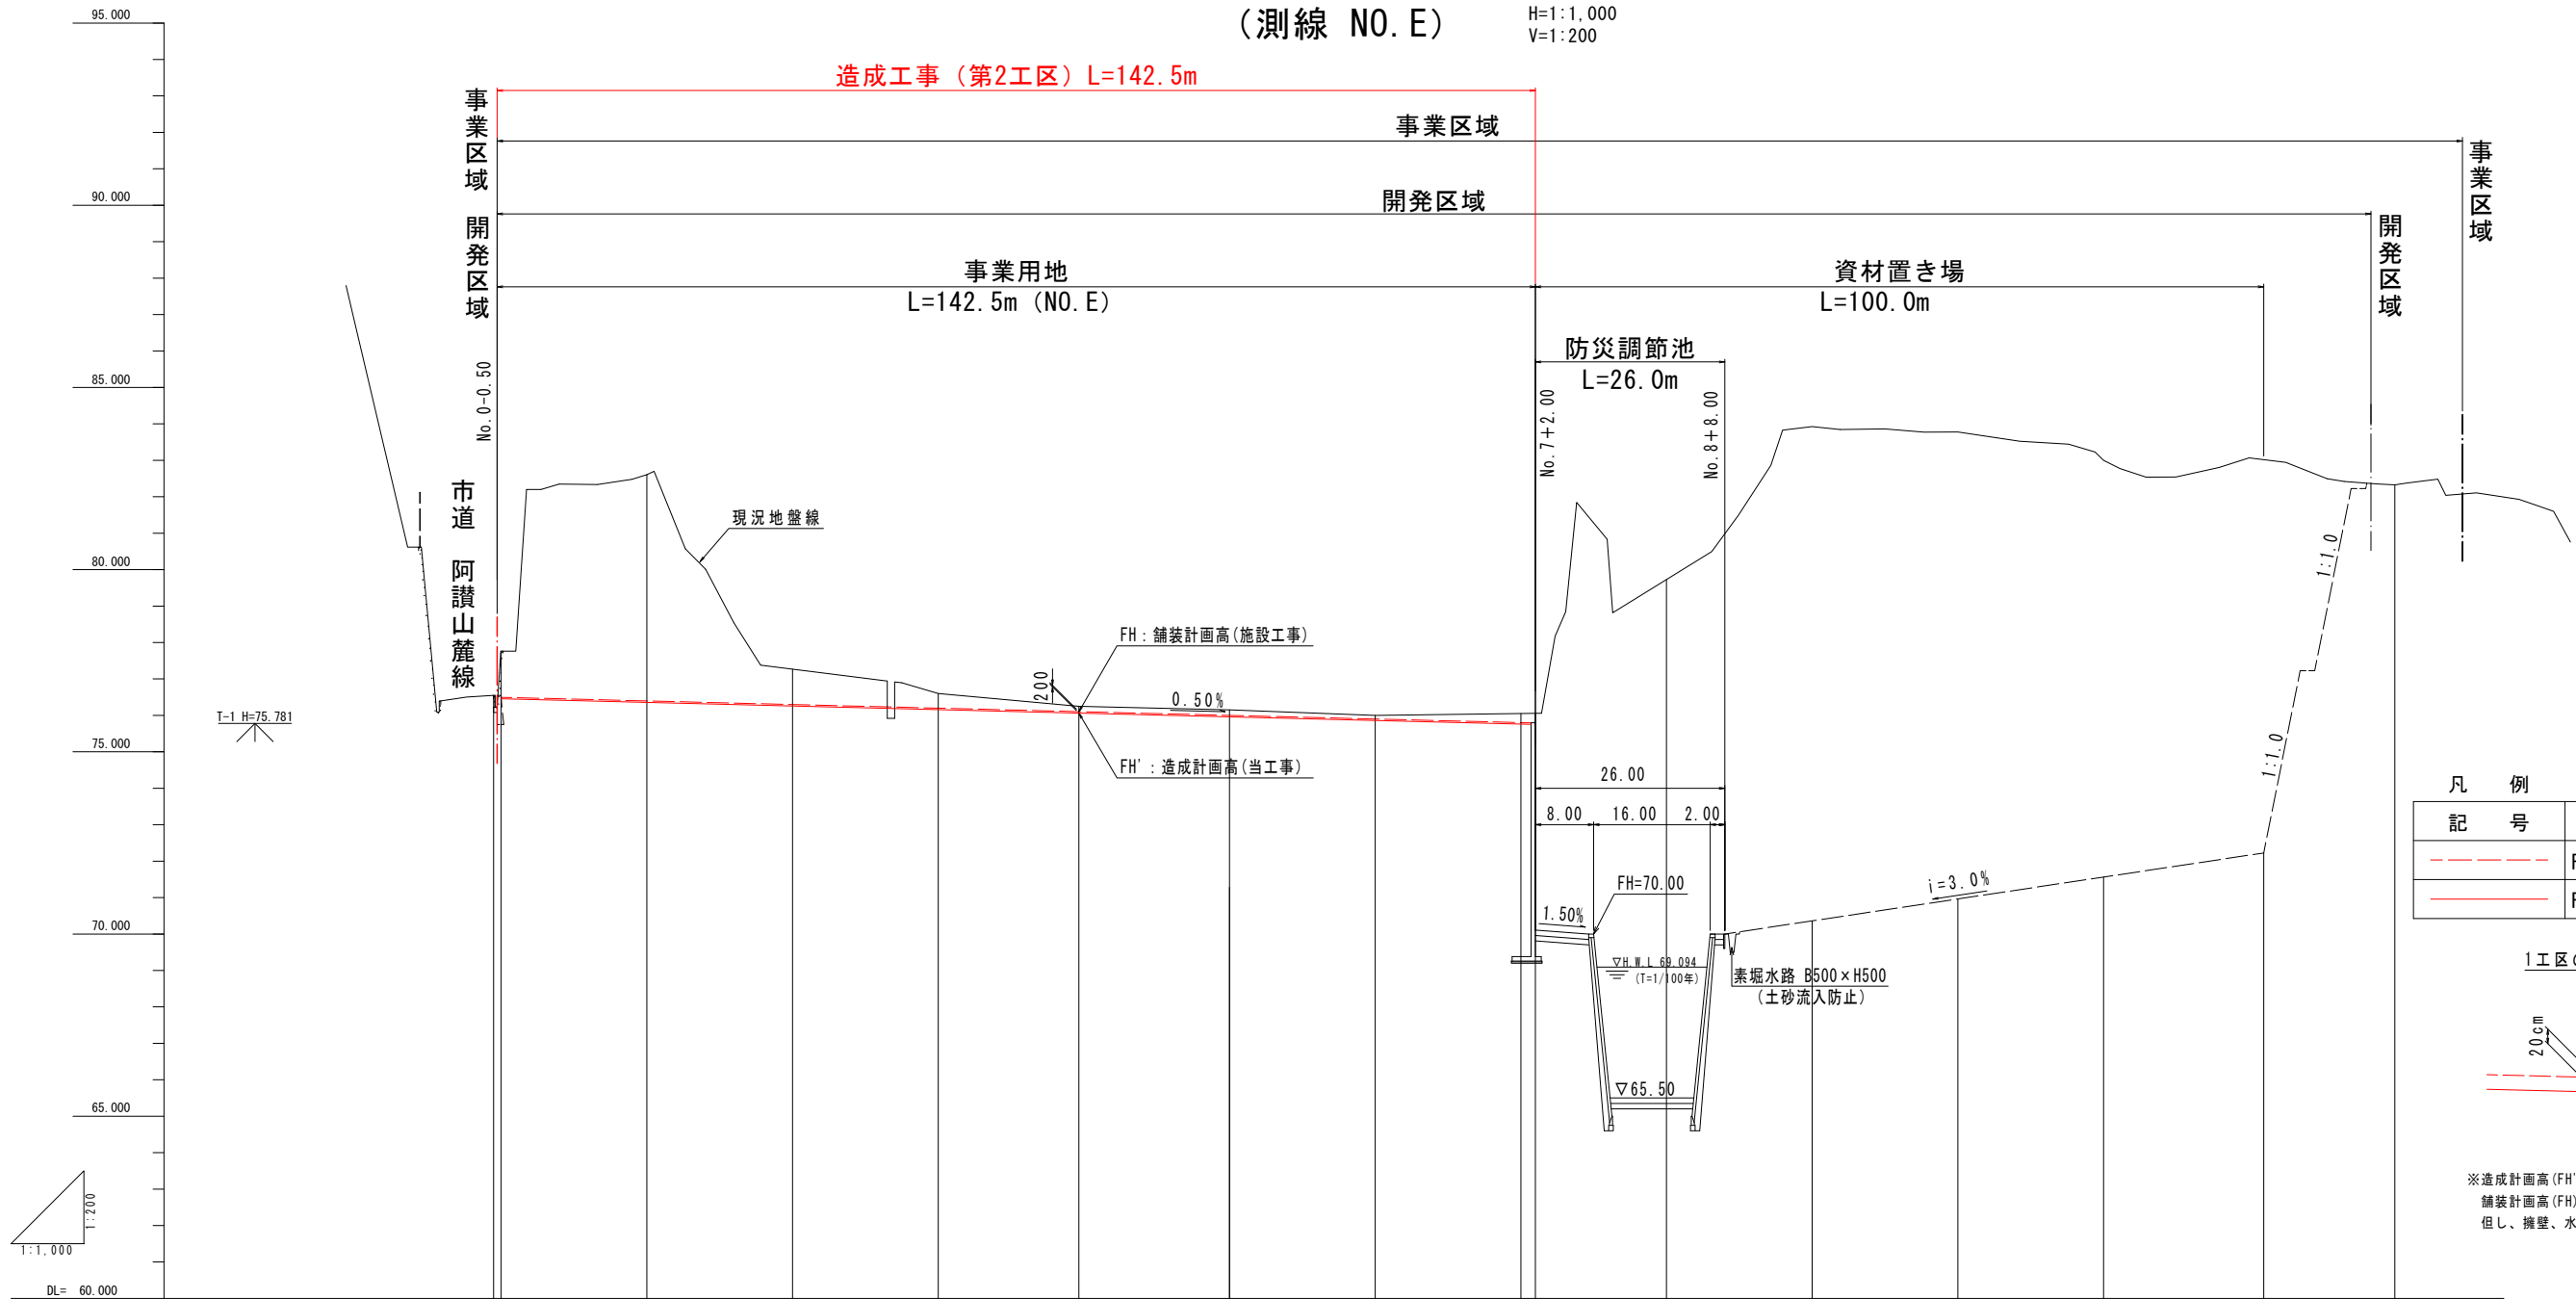 (測線 NO.E)
H=1:1,000
V=1:200
95.000
90.000
85.000
80.000
75.000
70.000
65.000
DL= 60.000
造成工事（第2工区）L=142.5m
事業区域
開発区域
事業区域
開発区域
事業区域
開発区域
事業用地
L=142.5m (NO.E)
資材置き場
L=100.0m
防災調節池
L=26.0m
No.0-0.50
No.7+2.00
No.8+8.00
市道 阿讃山麓線
現況地盤線
FH：舗装計画高(施設工事)
200
0.50%
FH'：造成計画高(当工事)
T-1 H=75.781
26.00
8.00
16.00
2.00
FH=70.00
1.50%
▽H.W.L 69.094
(T=1/100年)
▽65.50
素堀水路 B500×H500
(土砂流入防止)
i=3.0%
1:1.0
1:1.0
凡 例
記 号
F
F
1工区
20cm
※造成計画高(FH'
舗装計画高(FH)
但し、擁壁、水
1:200
1:1,000